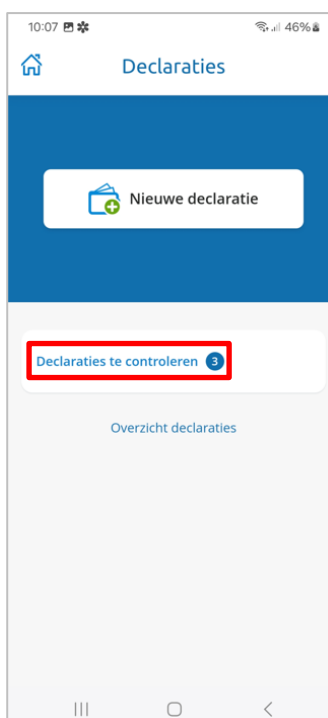 10:07 46%
Declaraties
Nieuwe declaratie
Declaraties te controleren 3
Overzicht declaraties